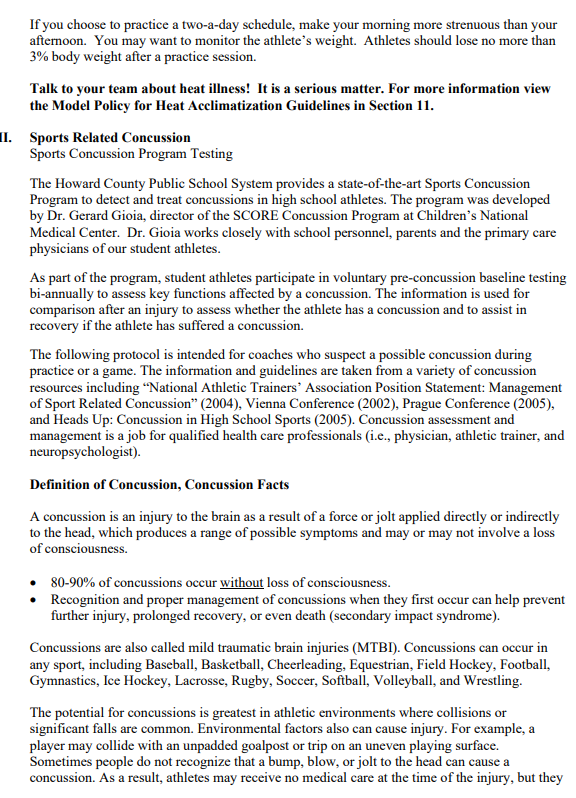 If you choose to practice a two-a-day schedule, make your morning more strenuous than your
afternoon. You may want to monitor the athlete's weight. Athletes should lose no more than
3% body weight after a practice session.
Talk to your team about heat illness! It is a serious matter. For more information view
the Model Policy for Heat Acclimatization Guidelines in Section 11.
II. Sports Related Concussion
Sports Concussion Program Testing
The Howard County Public School System provides a state-of-the-art Sports Concussion
Program to detect and treat concussions in high school athletes. The program was developed
by Dr. Gerard Gioia, director of the SCORE Concussion Program at Children's National
Medical Center. Dr. Gioia works closely with school personnel, parents and the primary care
physicians of our student athletes.
As part of the program, student athletes participate in voluntary pre-concussion baseline testing
bi-annually to assess key functions affected by a concussion. The information is used for
comparison after an injury to assess whether the athlete has a concussion and to assist in
recovery if the athlete has suffered a concussion.
The following protocol is intended for coaches who suspect a possible concussion during
practice or a game. The information and guidelines are taken from a variety of concussion
resources including “National Athletic Trainers’ Association Position Statement: Management
of Sport Related Concussion” (2004), Vienna Conference (2002), Prague Conference (2005),
and Heads Up: Concussion in High School Sports (2005). Concussion assessment and
management is a job for qualified health care professionals (i.e., physician, athletic trainer, and
neuropsychologist).
Definition of Concussion, Concussion Facts
A concussion is an injury to the brain as a result of a force or jolt applied directly or indirectly
to the head, which produces a range of possible symptoms and may or may not involve a loss
of consciousness.
• 80-90% of concussions occur without loss of consciousness.
• Recognition and proper management of concussions when they first occur can help prevent
further injury, prolonged recovery, or even death (secondary impact syndrome).
Concussions are also called mild traumatic brain injuries (MTBI). Concussions can occur in
any sport, including Baseball, Basketball, Cheerleading, Equestrian, Field Hockey, Football,
Gymnastics, Ice Hockey, Lacrosse, Rugby, Soccer, Softball, Volleyball, and Wrestling.
The potential for concussions is greatest in athletic environments where collisions or
significant falls are common. Environmental factors also can cause injury. For example, a
player may collide with an unpadded goalpost or trip on an uneven playing surface.
Sometimes people do not recognize that a bump, blow, or jolt to the head can cause a
concussion. As a result, athletes may receive no medical care at the time of the injury, but they